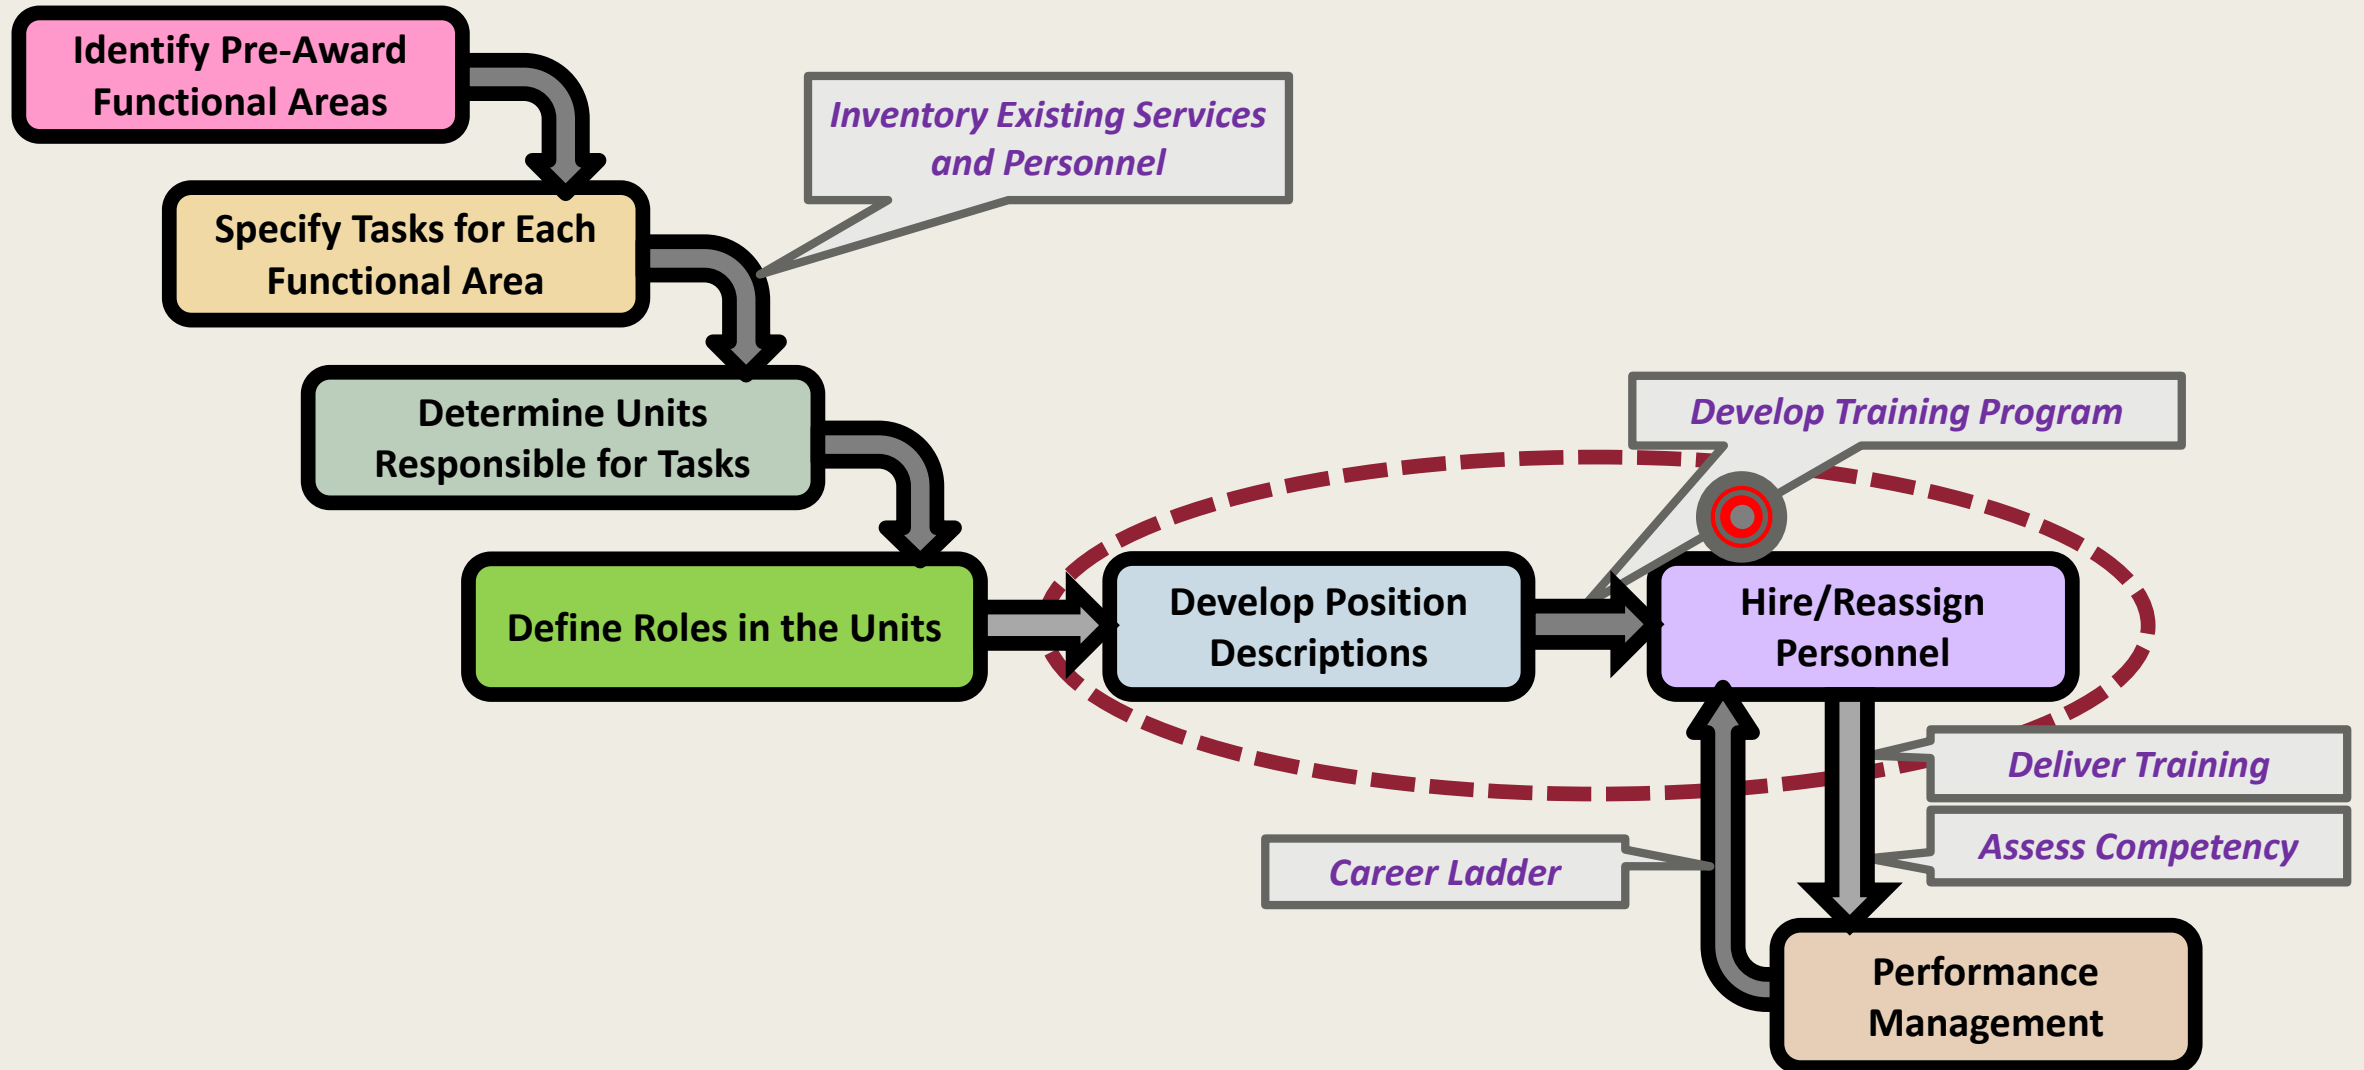 Identify Pre-Award
Functional Areas
Inventory Existing Services
and Personnel
Specify Tasks for Each
Functional Area
Determine Units
Responsible for Tasks
Develop Training Program
Define Roles in the Units
Develop Position
Descriptions
Hire/Reassign
Personnel
Deliver Training
Assess Competency
Career Ladder
Performance
Management